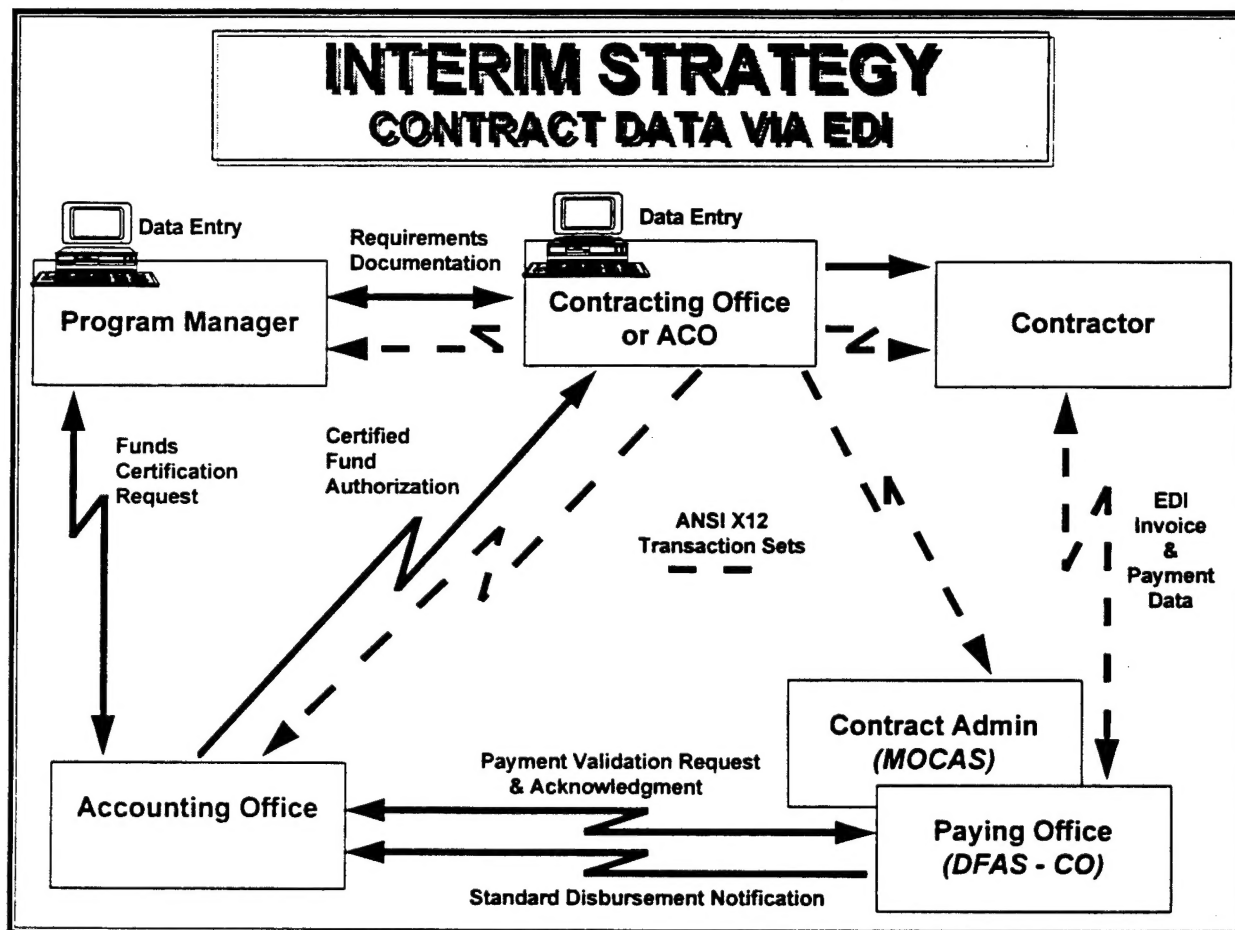 INTERIM STRATEGY
CONTRACT DATA VIA EDI
Data Entry
Data Entry
Requirements
Documentation
Program Manager
Contracting Office
or ACO
Contractor
Funds
Certification
Request
Certified
Fund
Authorization
ANSI X12
Transaction Sets
EDI
Invoice
&
Payment
Data
Contract Admin
(MOCAS)
Payment Validation Request
& Acknowledgment
Accounting Office
Paying Office
(DFAS - CO)
Standard Disbursement Notification